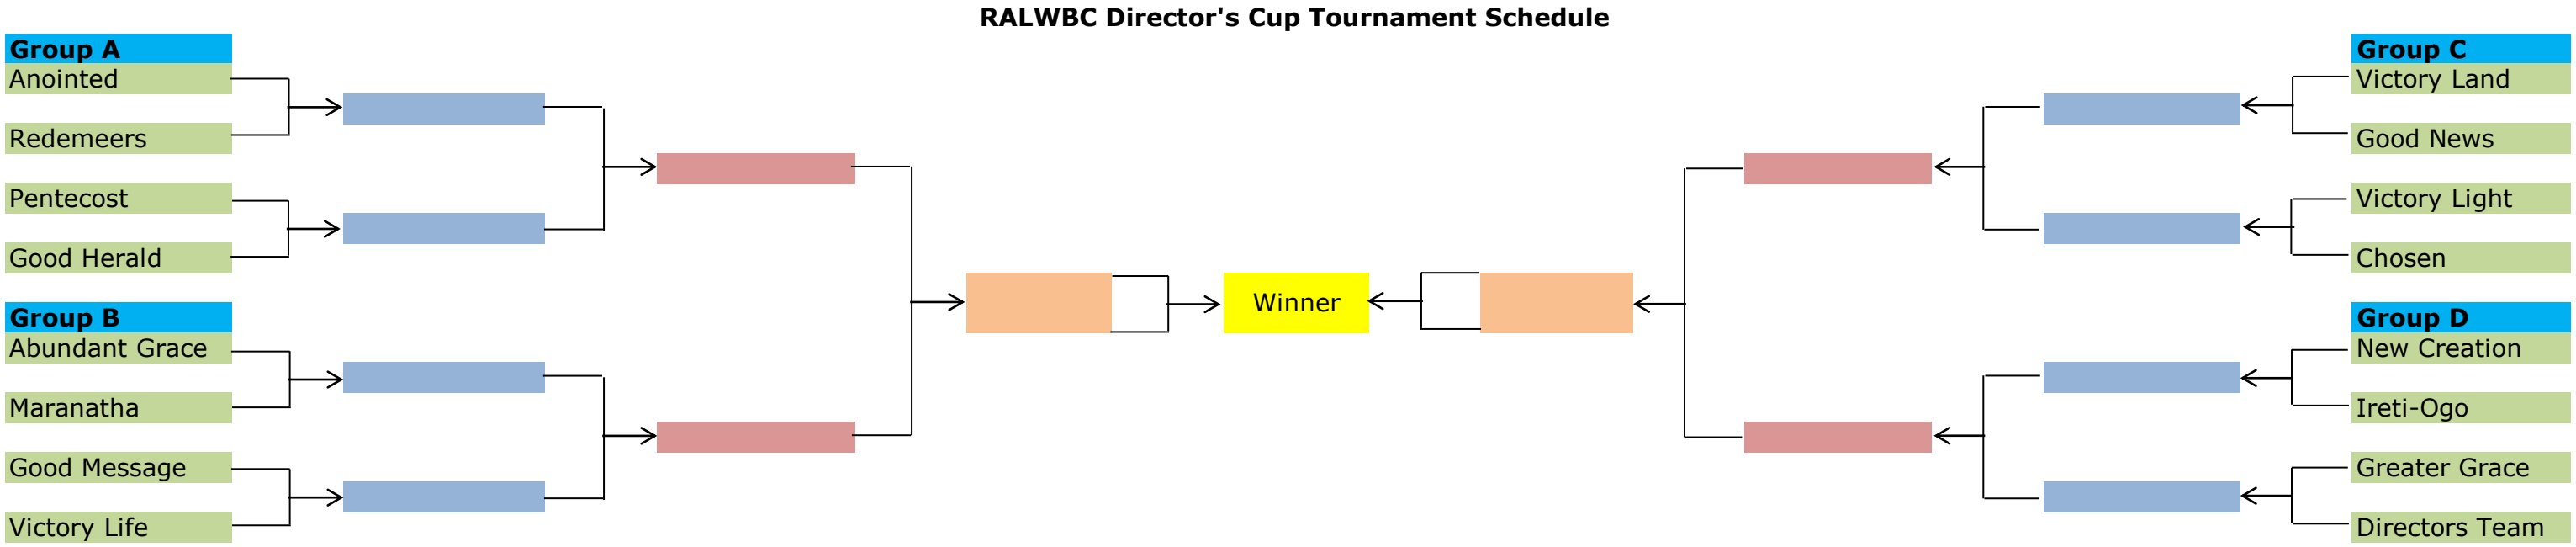 RALWBC Director's Cup Tournament Schedule
Group A
Anointed
Redemeers
Pentecost
Good Herald
Group B
Abundant Grace
Maranatha
Good Message
Victory Life
Winner
Group C
Victory Land
Good News
Victory Light
Chosen
Group D
New Creation
Ireti-Ogo
Greater Grace
Directors Team